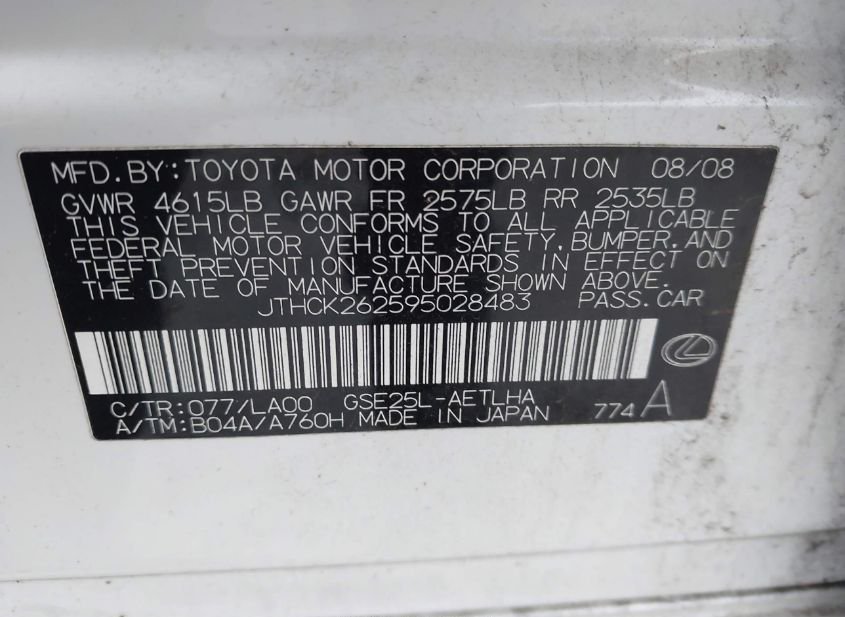 MFD.BY:TOYOTA MOTOR CORPORATION 08/08
GVWR 4615LB GAWR FR 2575LB RR 2535LB
THIS VEHICLE CONFORMS TO ALL APPLICABLE
FEDERAL MOTOR VEHICLE SAFETY,BUMPER,AND
THEFT PREVENTION STANDARDS IN EFFECT ON
THE DATE OF MANUFACTURE SHOWN ABOVE.
JTHCK262595028483 PASS.CAR
C/TR:077/LA00 GSE25L-AETLHA
A/TM:B04A/A760H MADE IN JAPAN 774A